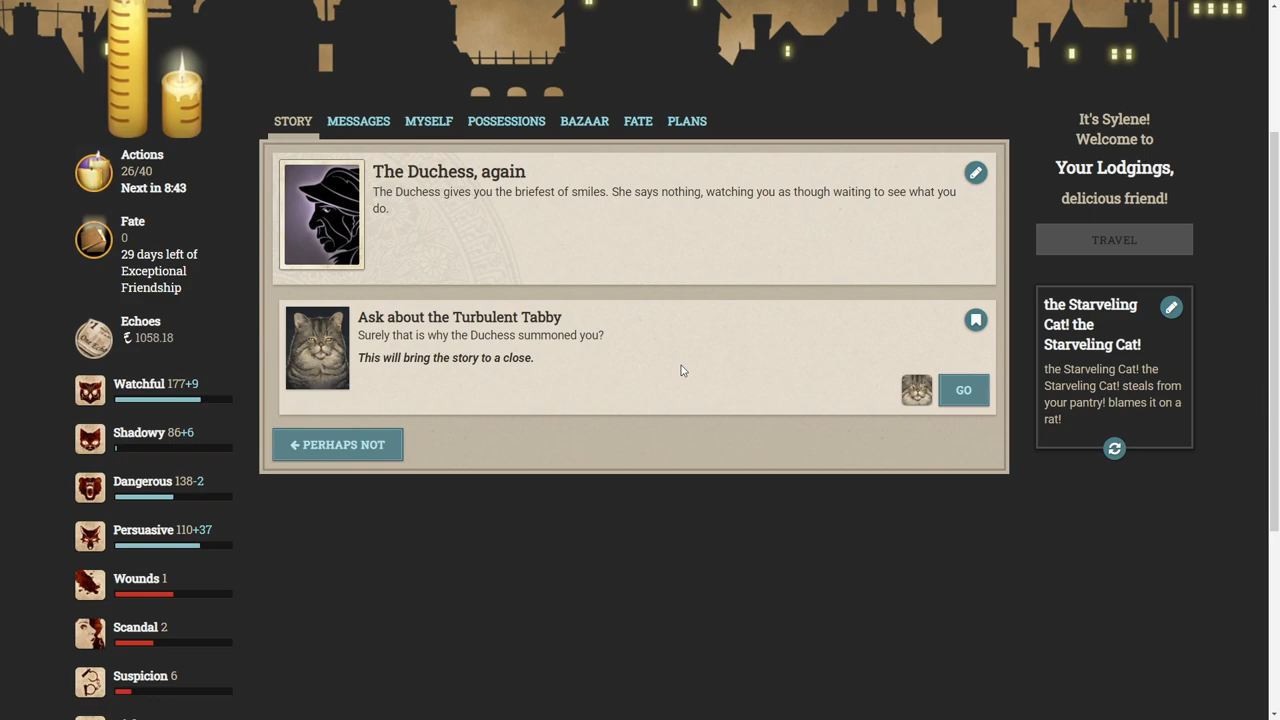 STORY MESSAGES MYSELF POSSESSIONS BAZAAR FATE PLANS
Actions
26/40
Next in 8:43
Fate
0
29 days left of
Exceptional
Friendship
Echoes
1058.18
Watchful 177+9
Shadowy 86+6
Dangerous 138-2
Persuasive 110+37
Wounds 1
Scandal 2
Suspicion 6
The Duchess, again
The Duchess gives you the briefest of smiles. She says nothing, watching you as though waiting to see what you
do.
Ask about the Turbulent Tabby
Surely that is why the Duchess summoned you?
This will bring the story to a close.
GO
PERHAPS NOT
It's Sylene!
Welcome to
Your Lodgings,
delicious friend!
TRAVEL
the Starveling
Cat! the
Starveling Cat!
the Starveling Cat! the
Starveling Cat! steals from
your pantry! blames it on a
rat!